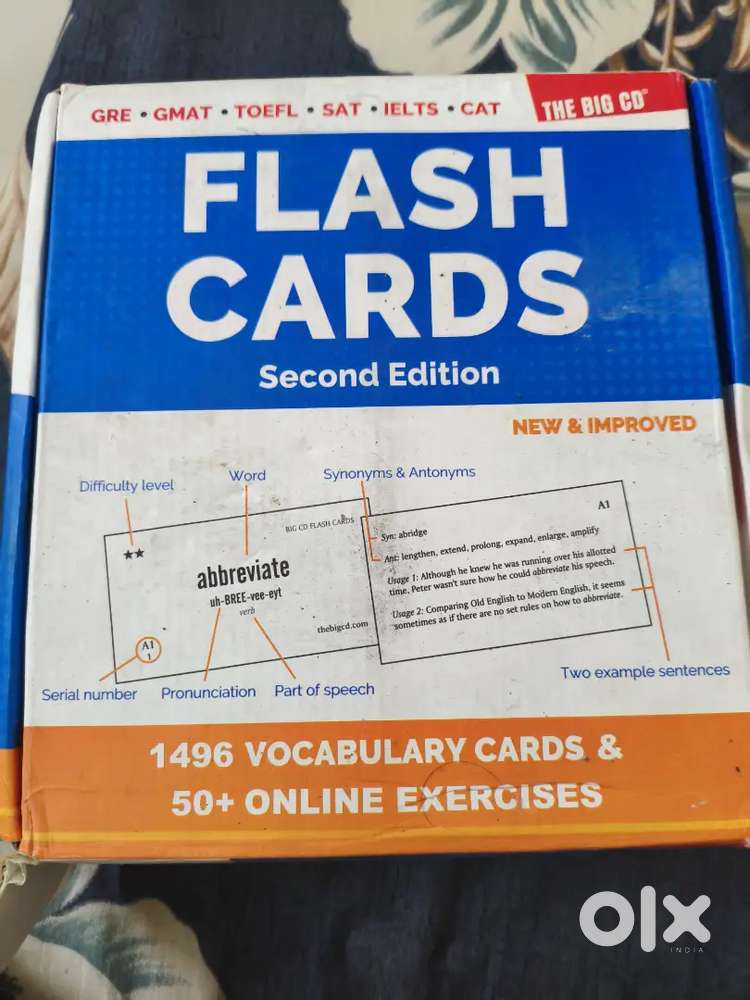 GRE • GMAT • TOEFL • SAT • IELTS • CAT
THE BIG CD®
FLASH
CARDS
Second Edition
NEW & IMPROVED
Difficulty level
Word
Synonyms & Antonyms
★★
BIG CD FLASH CARDS
abbreviate
uh-BREE-vee-eyt
verb
thebigcd.com
A1
1
A1
Syn: abridge
Ant: lengthen, extend, prolong, expand, enlarge, amplify
Usage 1: Although he knew he was running over his allotted
time, Peter wasn't sure how he could abbreviate his speech.
Usage 2: Comparing Old English to Modern English, it seems
sometimes as if there are no set rules on how to abbreviate.
Serial number
Pronunciation
Part of speech
Two example sentences
1496 VOCABULARY CARDS &
50+ ONLINE EXERCISES
olx
INDIA